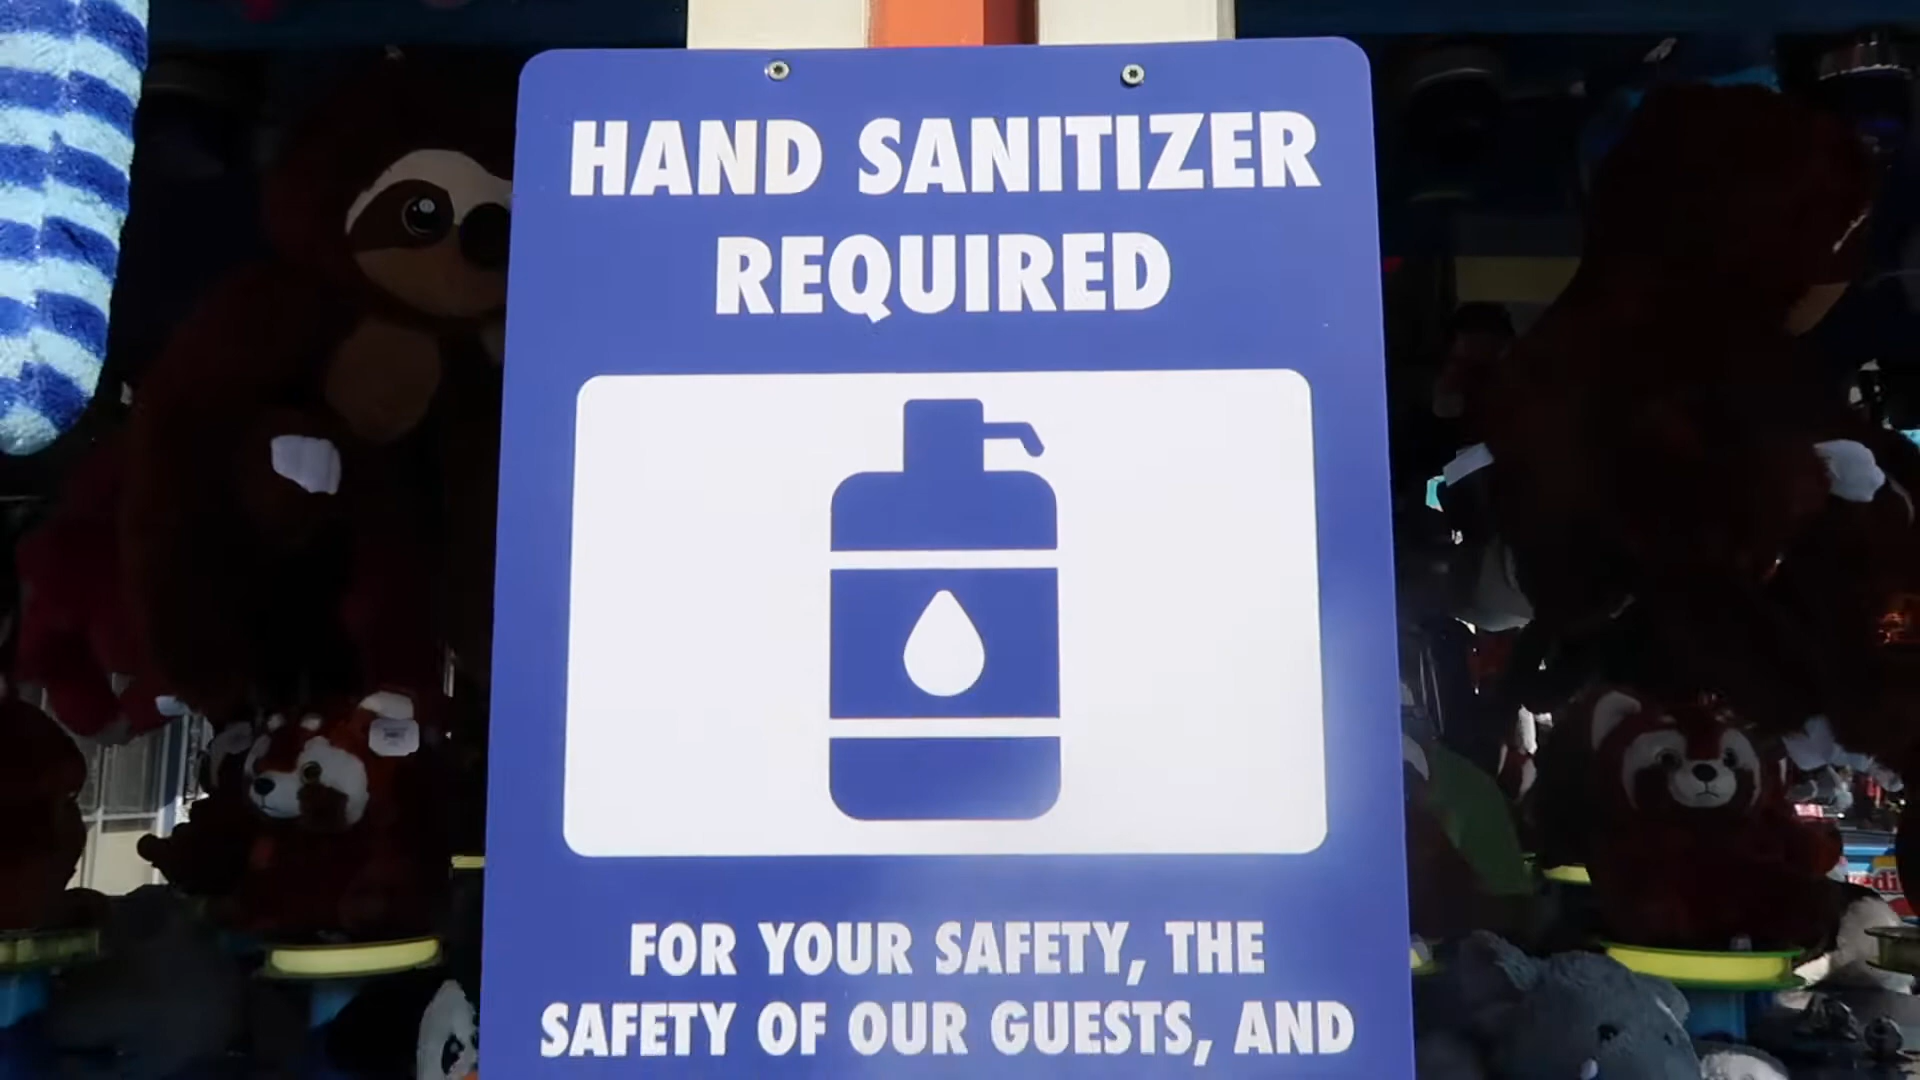 HAND SANITIZER
REQUIRED
FOR YOUR SAFETY, THE
SAFETY OF OUR GUESTS, AND